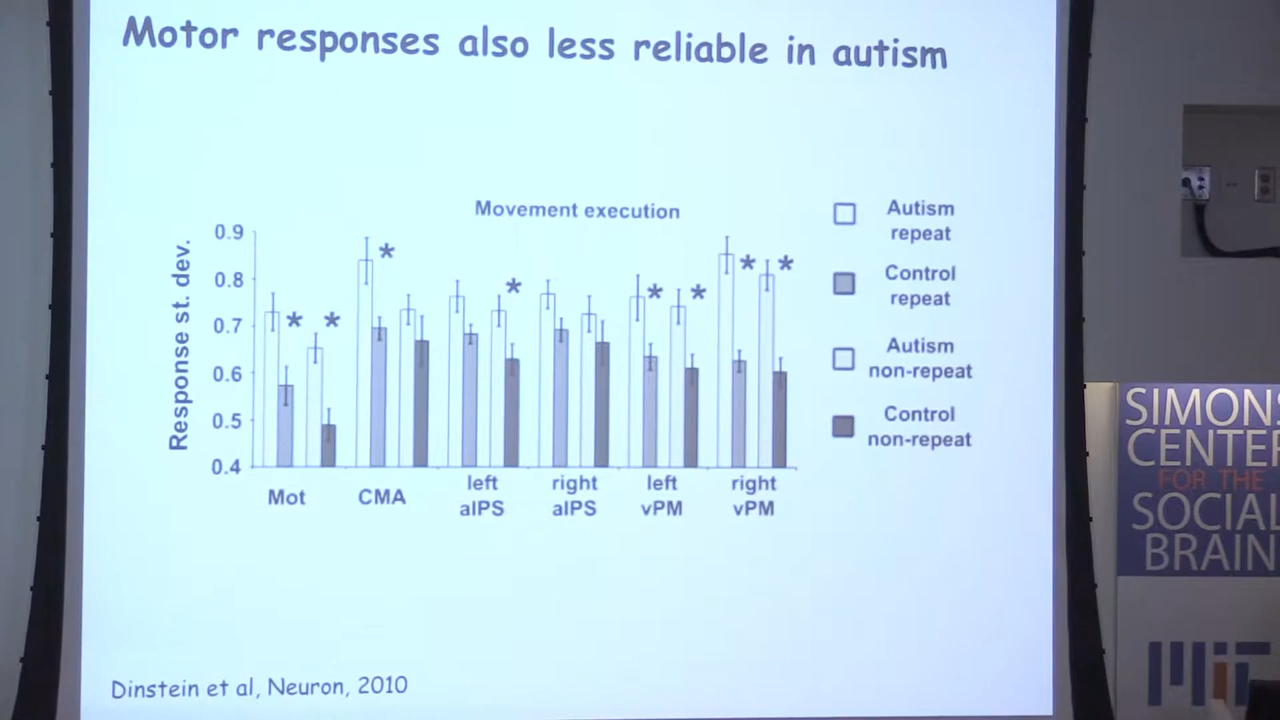 Motor responses also less reliable in autism
Movement execution
Response st. dev.
0.9
0.8
0.7
0.6
0.5
0.4
* * * * * * * *
Mot
CMA
left
aIPS
right
aIPS
left
vPM
right
vPM
Autism
repeat
Control
repeat
Autism
non-repeat
Control
non-repeat
Dinstein et al, Neuron, 2010
SIMONS
CENTER
FOR THE
SOCIAL
BRAIN
MIT